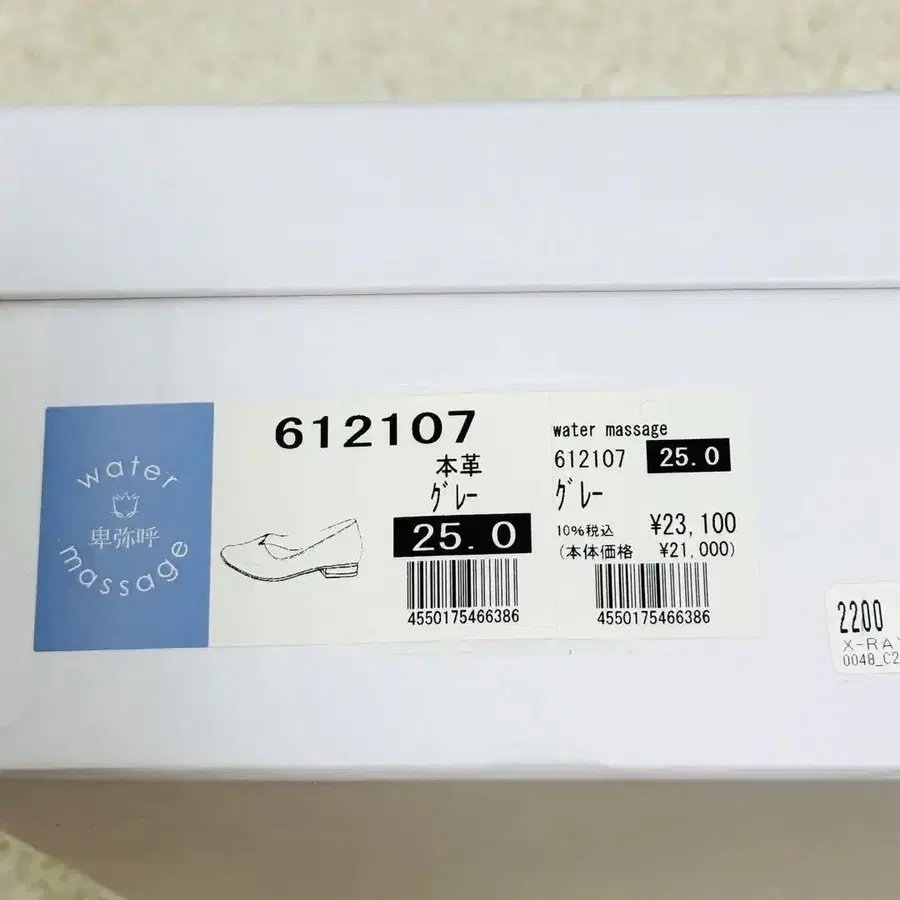 water
卑弥呼
massage
612107
本革
グレー
25.0
4550175466386
water massage
612107 25.0
グレー
10%税込 ¥23,100
(本体価格 ¥21,000)
4550175466386
2200
X-RAY
0048_C2